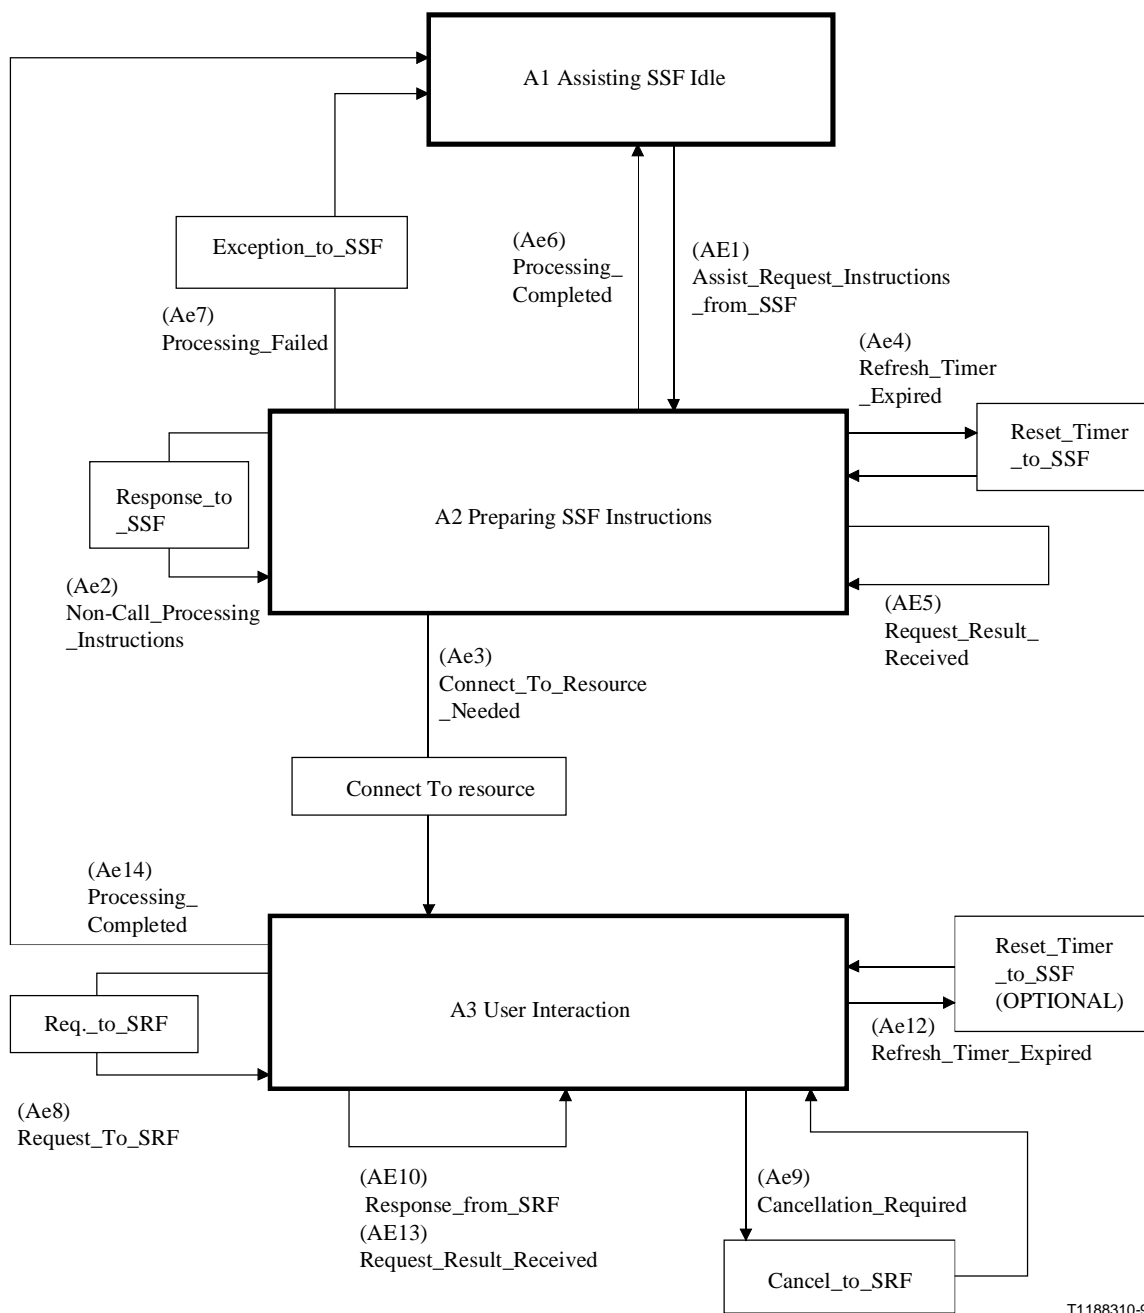 A1 Assisting SSF Idle
Exception_to_SSF
(Ae6)
Processing_
Completed
(AE1)
Assist_Request_Instructions
_from_SSF
(Ae7)
Processing_Failed
(Ae4)
Refresh_Timer
_Expired
Reset_Timer
_to_SSF
Response_to
_SSF
A2 Preparing SSF Instructions
(Ae2)
Non-Call_Processing
_Instructions
(AE5)
Request_Result_
Received
(Ae3)
Connect_To_Resource
_Needed
Connect To resource
(Ae14)
Processing_
Completed
Reset_Timer
_to_SSF
(OPTIONAL)
A3 User Interaction
Req._to_SRF
(Ae12)
Refresh_Timer_Expired
(Ae8)
Request_To_SRF
(AE10)
Response_from_SRF
(AE13)
Request_Result_Received
(Ae9)
Cancellation_Required
Cancel_to_SRF